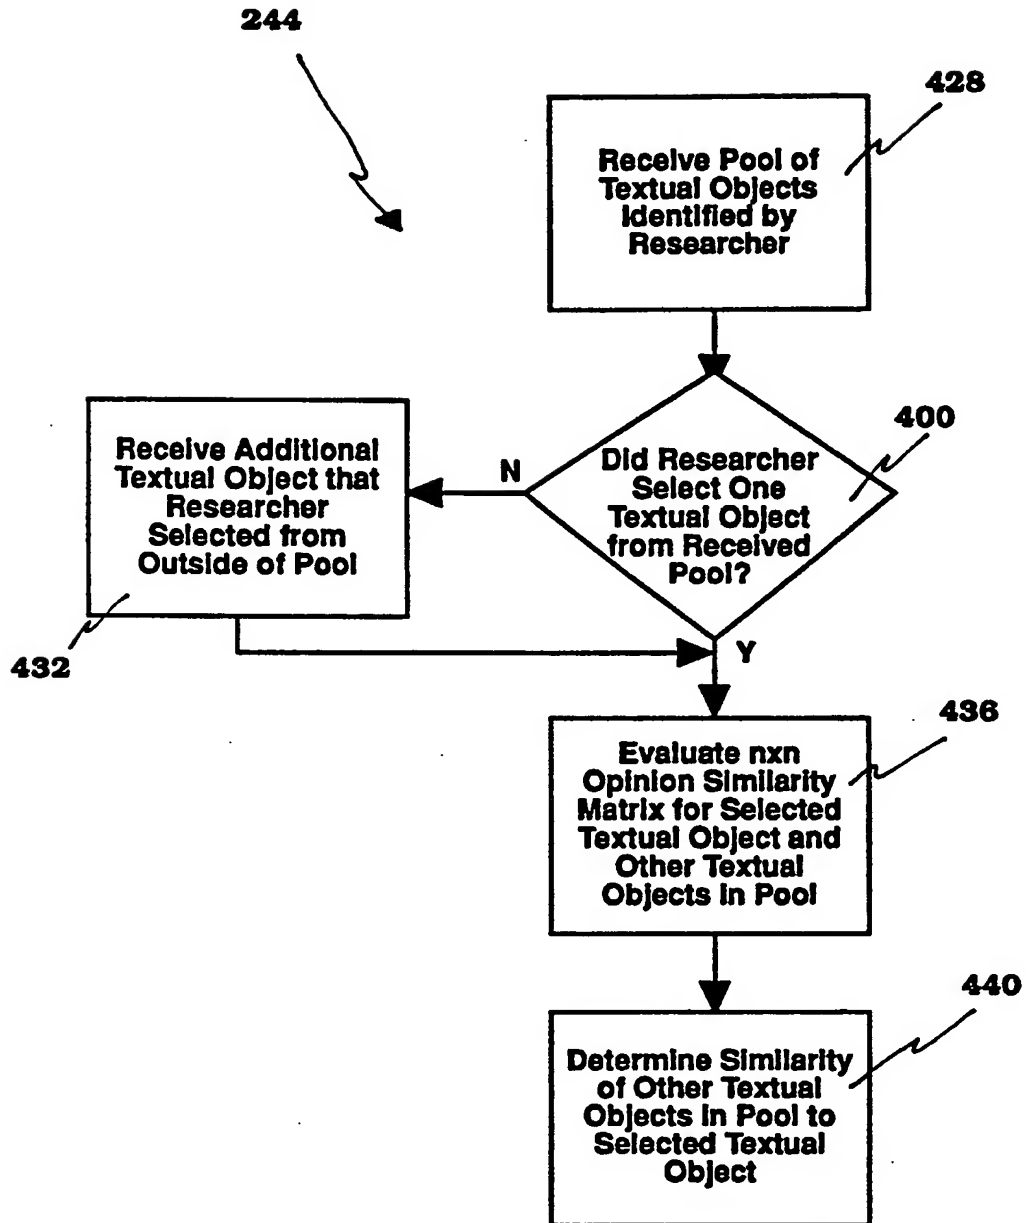 244
428
Receive Pool of
Textual Objects
Identified by
Researcher
400
Did Researcher
Select One
Textual Object
from Received
Pool?
N
Receive Additional
Textual Object that
Researcher
Selected from
Outside of Pool
432
Y
436
Evaluate nxn
Opinion Similarity
Matrix for Selected
Textual Object and
Other Textual
Objects in Pool
440
Determine Similarity
of Other Textual
Objects in Pool to
Selected Textual
Object